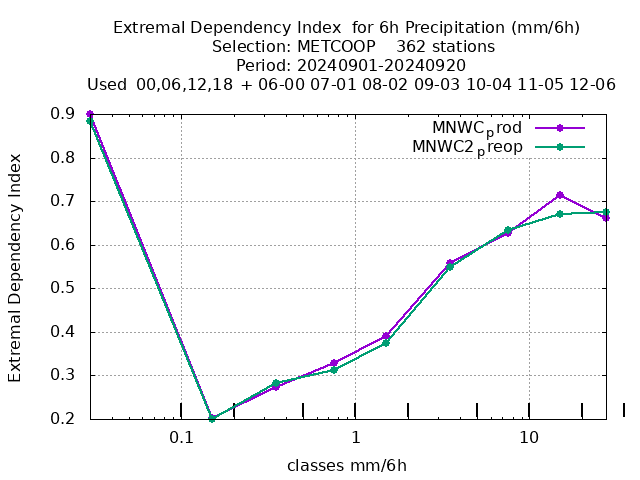 Extremal Dependency Index  for 6h Precipitation (mm/6h)
Selection: METCOOP    362 stations
Period: 20240901-20240920
Used  00,06,12,18  + 06-00 07-01 08-02 09-03 10-04 11-05 12-06
MNWCprod
MNWC2preop
0.9
0.8
0.7
0.6
0.5
0.4
0.3
0.2
Extremal Dependency Index
0.1 1 10
classes mm/6h